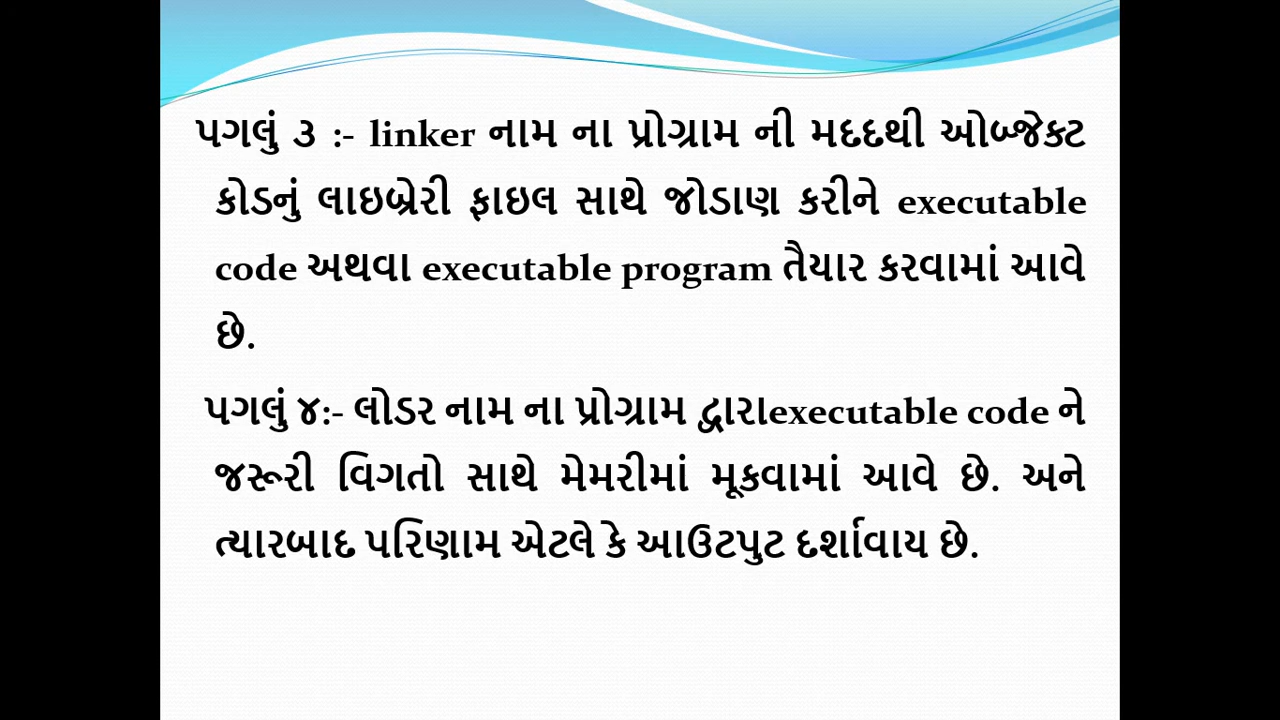 પગલું ૩ :- linker નામ ના પ્રોગ્રામ ની મદદથી ઓબ્જેક્ટ
કોડનું લાઇબ્રેરી ફાઇલ સાથે જોડાણ કરીને executable
code અથવા executable program તૈયાર કરવામાં આવે
છે.
પગલું ૪:- લોડર નામ ના પ્રોગ્રામ દ્વારાexecutable code ને
જરૂરી વિગતો સાથે મેમરીમાં મૂકવામાં આવે છે. અને
ત્યારબાદ પરિણામ એટલે કે આઉટપુટ દર્શાવાય છે.